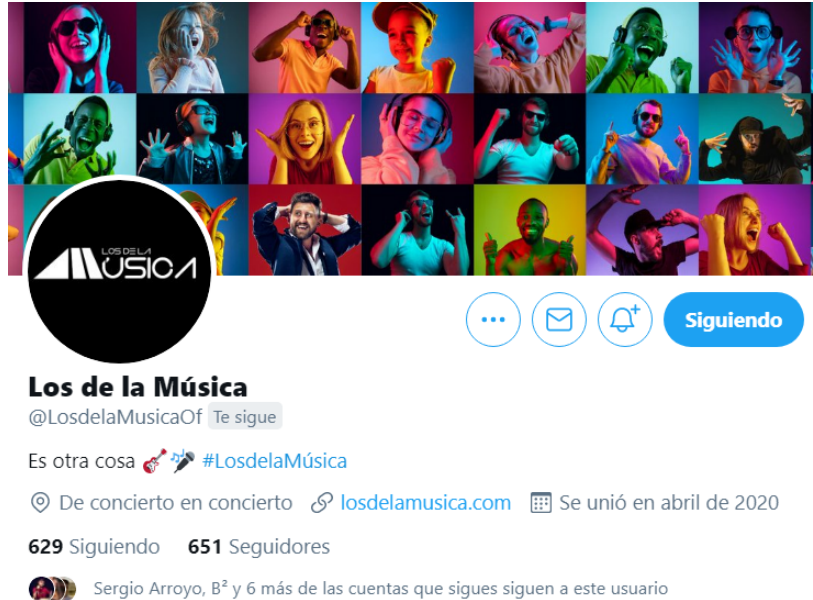 LOS DE LA
MÚSICA
Siguiendo
Los de la Música
@LosdelaMusicaOf Te sigue
Es otra cosa 🎸🎶🎤 #LosdelaMúsica
De concierto en concierto losdelamusica.com Se unió en abril de 2020
629 Siguiendo 651 Seguidores
Sergio Arroyo, B² y 6 más de las cuentas que sigues siguen a este usuario